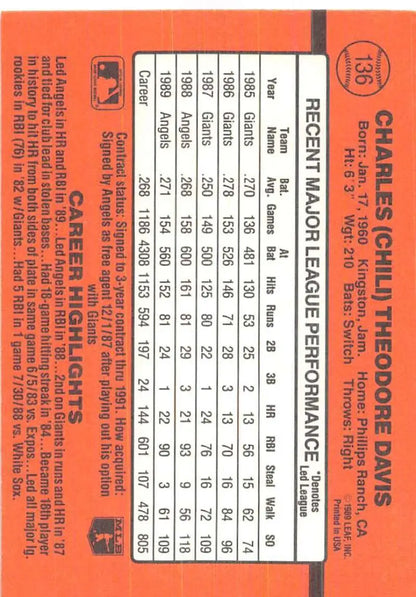 136
CHARLES (CHILI) THEODORE DAVIS
Born: Jan. 17, 1960 Kingston, Jam. Home: Phillips Ranch, CA
Ht: 6' 3" Wgt: 210 Bats: Switch Throws: Right
© 1989 LEAF, INC.
Printed in USA
RECENT MAJOR LEAGUE PERFORMANCE *Denotes Led League
Year Team Name Bat. Avg. Games At Bat Hits Runs 2B 3B HR RBI Steal Walk SO
1985 Giants .270 136 481 130 53 25 2 13 56 15 62 74
1986 Giants .278 153 526 146 71 28 3 13 70 16 84 96
1987 Giants .250 149 500 125 80 22 1 24 76 16 72 109
1988 Angels .268 158 600 161 81 29 3 21 93 9 56 118
1989 Angels .271 154 560 152 81 24 1 22 90 3 61 109
Career .268 1186 4308 1153 594 197 24 144 601 107 478 805
Contract status: Signed to 3-year contract thru 1991. How acquired:
Signed by Angels as free agent 12/1/87 after playing out his option
with Giants
MLB
CAREER HIGHLIGHTS
Led Angels in HR and RBI in '89...Led Angels in RBI in '88...2nd on Giants in runs and HR in '87
and tied for club lead in stolen bases...Had 18-game hitting streak in '84...Became 18th player
in history to hit HR from both sides of plate in same game 6/5/83 vs. Expos...Led all major lg.
rookies in RBI (76) in '82 w/Giants...Had 5 RBI in 1 game 7/30/88 vs. White Sox.